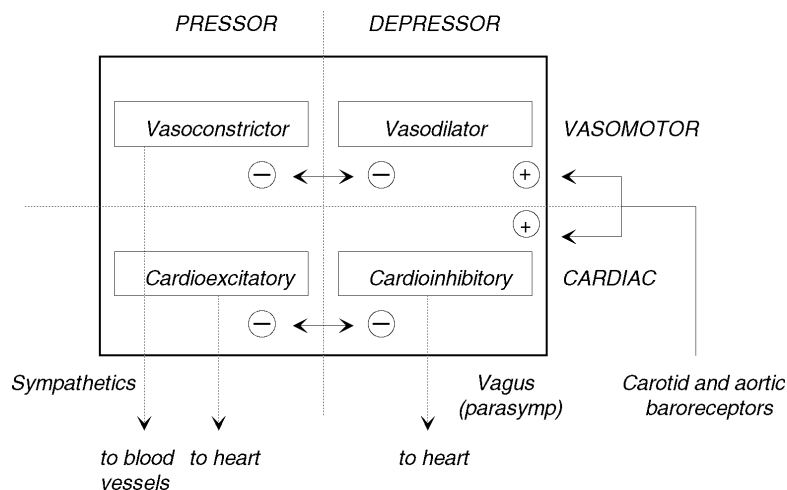 PRESSOR DEPRESSOR
Vasoconstrictor Vasodilator VASOMOTOR
− − +
+
Cardioexcitatory Cardioinhibitory CARDIAC
− −
Sympathetics Vagus Carotid and aortic
(parasymp) baroreceptors
to blood to heart to heart
vessels